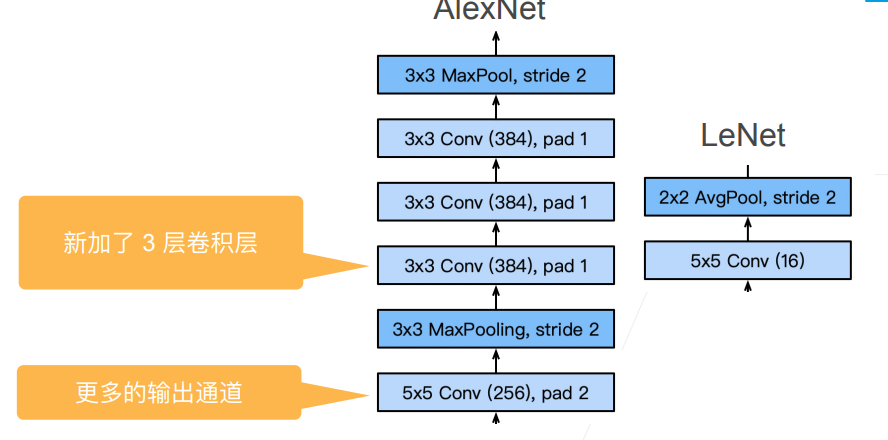 AlexNet
3x3 MaxPool, stride 2
3x3 Conv (384), pad 1
3x3 Conv (384), pad 1
3x3 Conv (384), pad 1
3x3 MaxPooling, stride 2
5x5 Conv (256), pad 2
LeNet
2x2 AvgPool, stride 2
5x5 Conv (16)
新加了 3 层卷积层
更多的输出通道